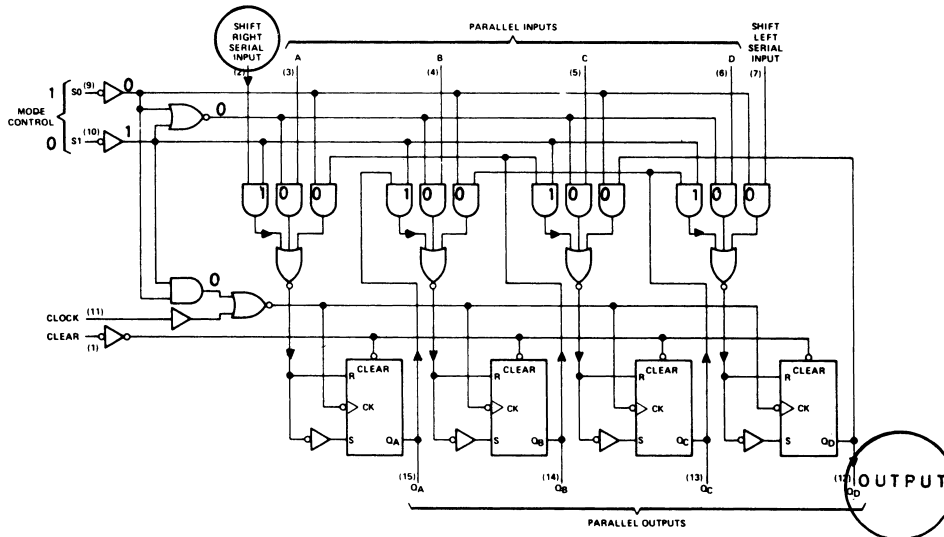 SHIFT
RIGHT
SERIAL
INPUT
(2)
PARALLEL INPUTS
A
(3)
B
(4)
C
(5)
D
(6)
SHIFT
LEFT
SERIAL
INPUT
(7)
MODE
CONTROL
1 S0 (9) 0
0
0 S1 (10) 1
1 0 0
1 0 0
1 0 0
1 0 0
0
CLOCK (11)
CLEAR
(1)
CLEAR
R
CK
S QA
CLEAR
R
CK
S QB
CLEAR
R
CK
S QC
CLEAR
R
CK
S QD
(15)
QA
(14)
QB
(13)
QC
(12)
QD
OUTPUT
PARALLEL OUTPUTS